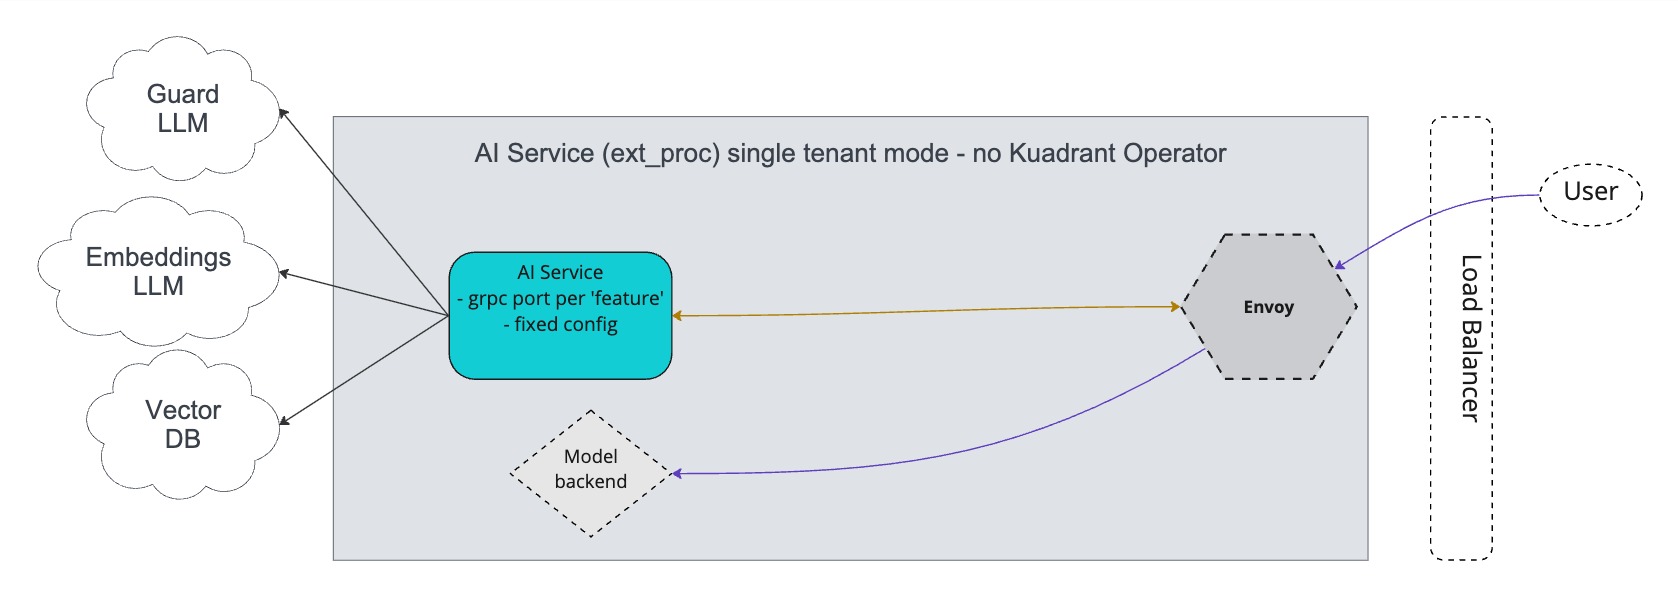 Guard
LLM
Embeddings
LLM
Vector
DB
AI Service (ext_proc) single tenant mode - no Kuadrant Operator
AI Service
- grpc port per 'feature'
- fixed config
Model
backend
Envoy
Load Balancer
User